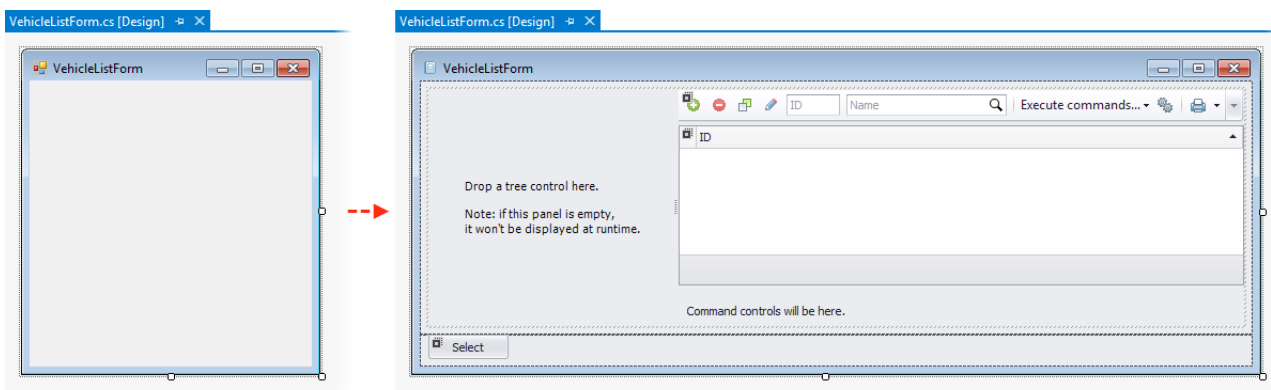 VehicleListForm.cs [Design]
VehicleListForm
VehicleListForm.cs [Design]
VehicleListForm
ID Name Execute commands...
ID
Drop a tree control here.
Note: if this panel is empty,
it won't be displayed at runtime.
Command controls will be here.
Select